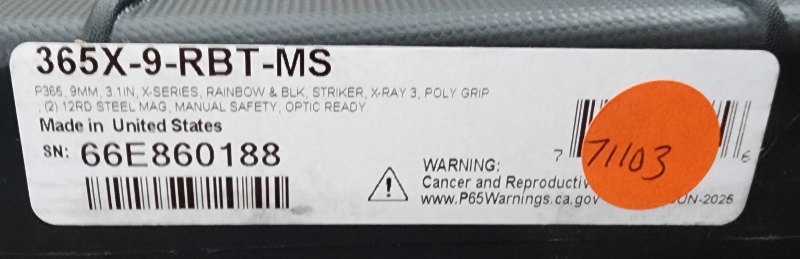 365X-9-RBT-MS
P365, 9MM, 3.1IN, X-SERIES, RAINBOW & BLK, STRIKER, X-RAY 3, POLY GRIP
, (2) 12RD STEEL MAG, MANUAL SAFETY, OPTIC READY
Made in United States
SN: 66E860188
WARNING:
Cancer and Reproductiv
www.P65Warnings.ca.gov
7
71103
6
JUN-2025